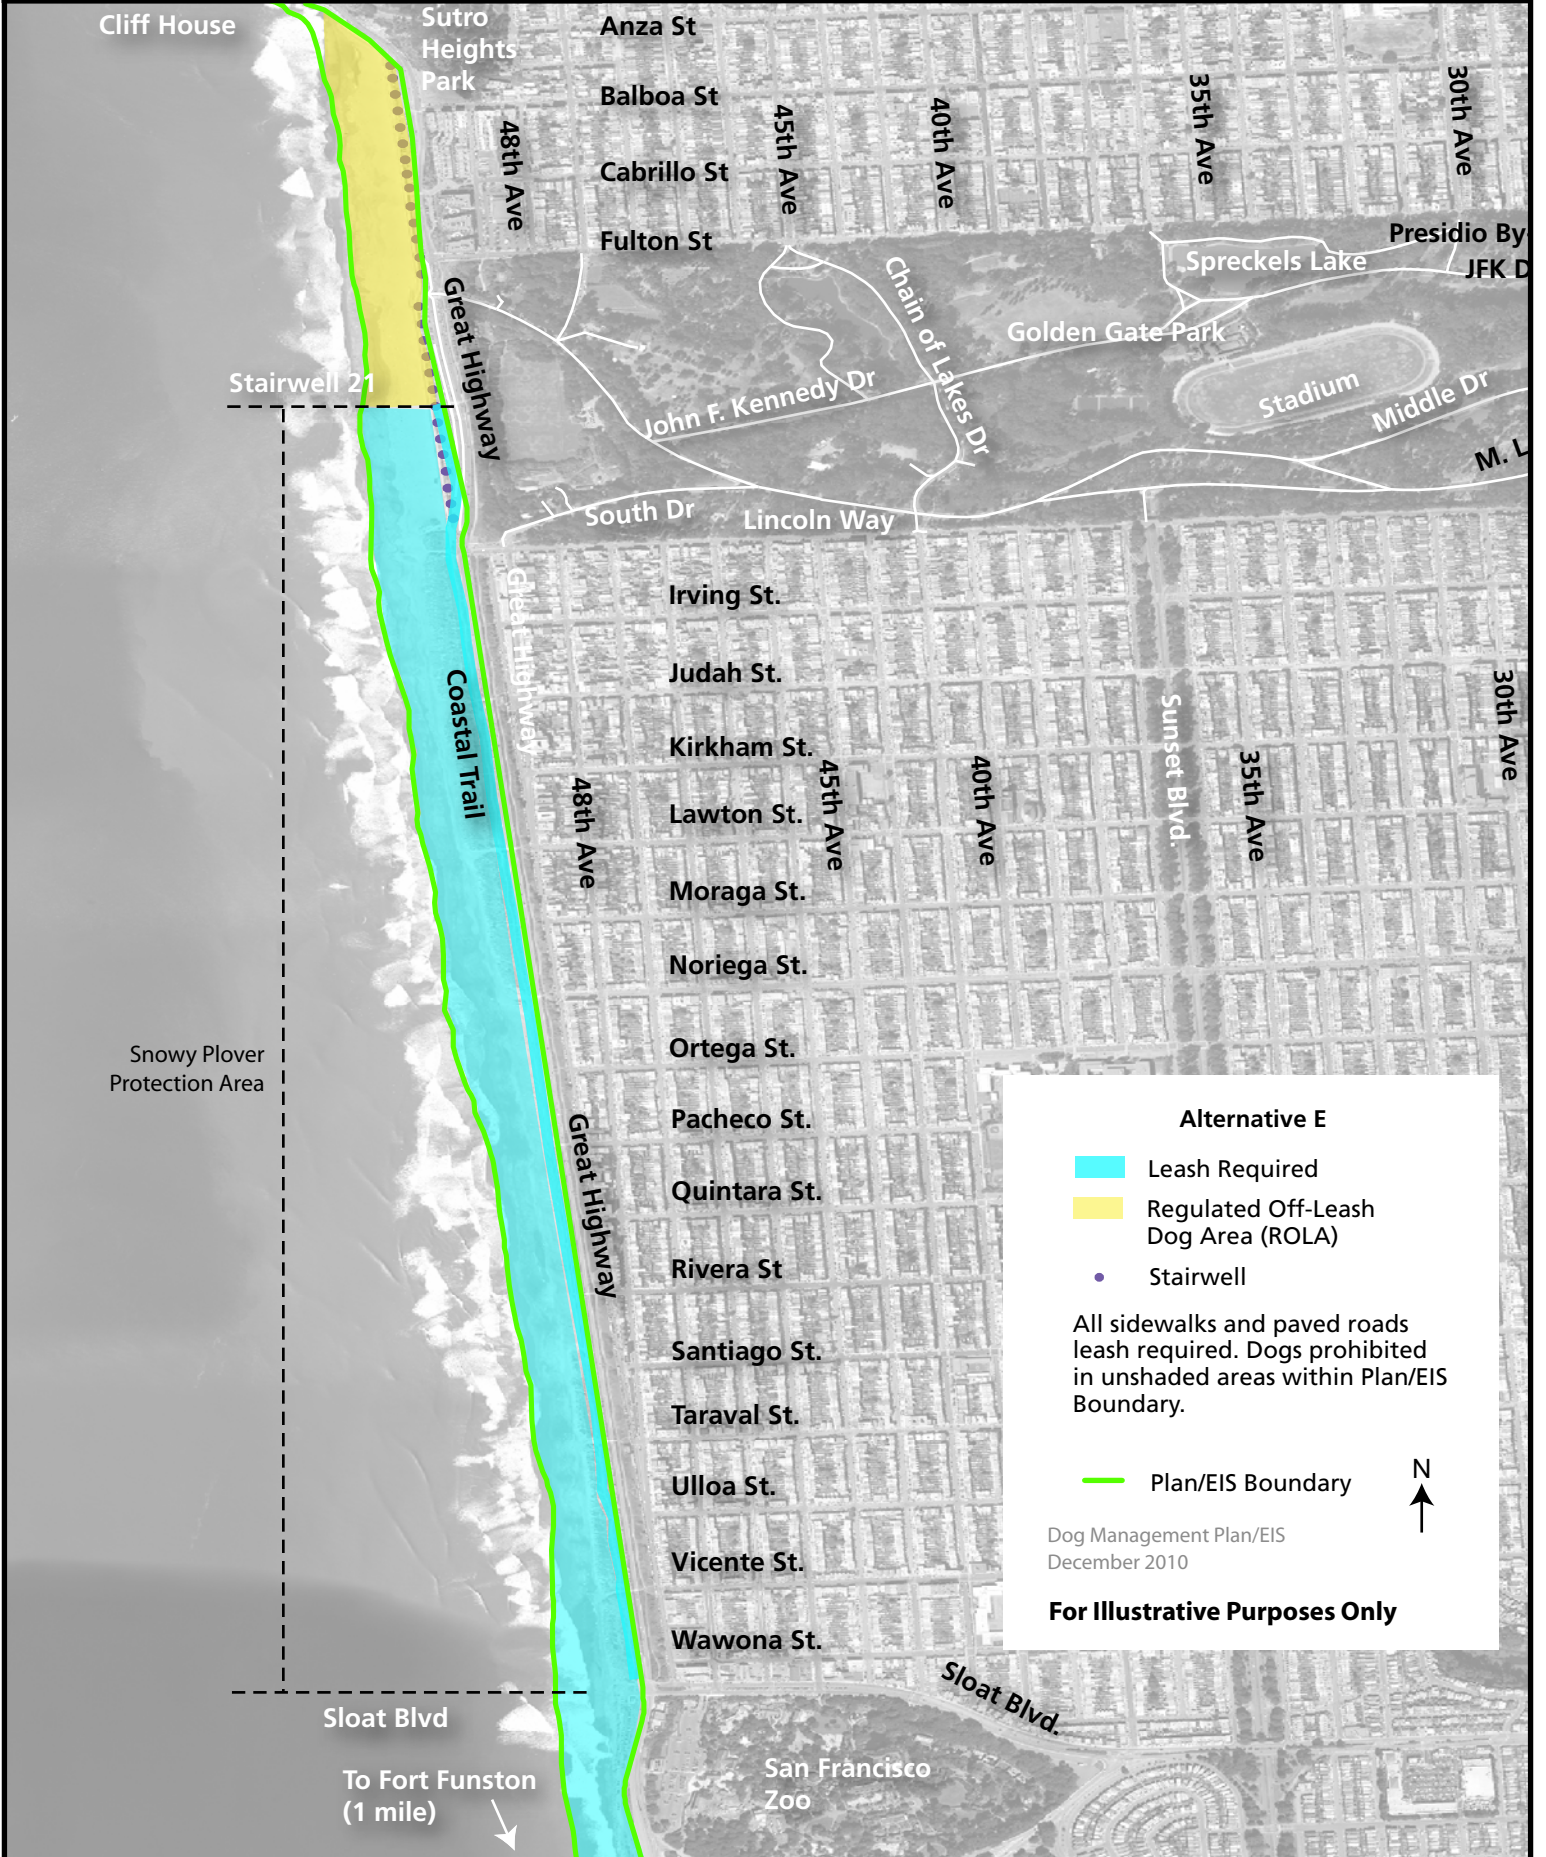 Cliff House
Sutro
Heights
Park
Anza St
Balboa St
Cabrillo St
Fulton St
48th Ave
45th Ave
40th Ave
35th Ave
30th Ave
Presidio By-
JFK D
Spreckels Lake
Golden Gate Park
Chain of Lakes Dr
Great Highway
Stairwell 21
John F. Kennedy Dr
Stadium
Middle Dr
M. L
South Dr
Lincoln Way
Great Highway
Irving St.
Judah St.
Kirkham St.
Lawton St.
Moraga St.
Noriega St.
Ortega St.
Pacheco St.
Quintara St.
Rivera St
Santiago St.
Taraval St.
Ulloa St.
Vicente St.
Wawona St.
Coastal Trail
48th Ave
45th Ave
40th Ave
Sunset Blvd.
35th Ave
30th Ave
Snowy Plover
Protection Area
Great Highway
Alternative E
Leash Required
Regulated Off-Leash
Dog Area (ROLA)
Stairwell
All sidewalks and paved roads
leash required. Dogs prohibited
in unshaded areas within Plan/EIS
Boundary.
Plan/EIS Boundary
N
Dog Management Plan/EIS
December 2010
For Illustrative Purposes Only
Sloat Blvd.
Sloat Blvd
To Fort Funston
(1 mile)
San Francisco
Zoo